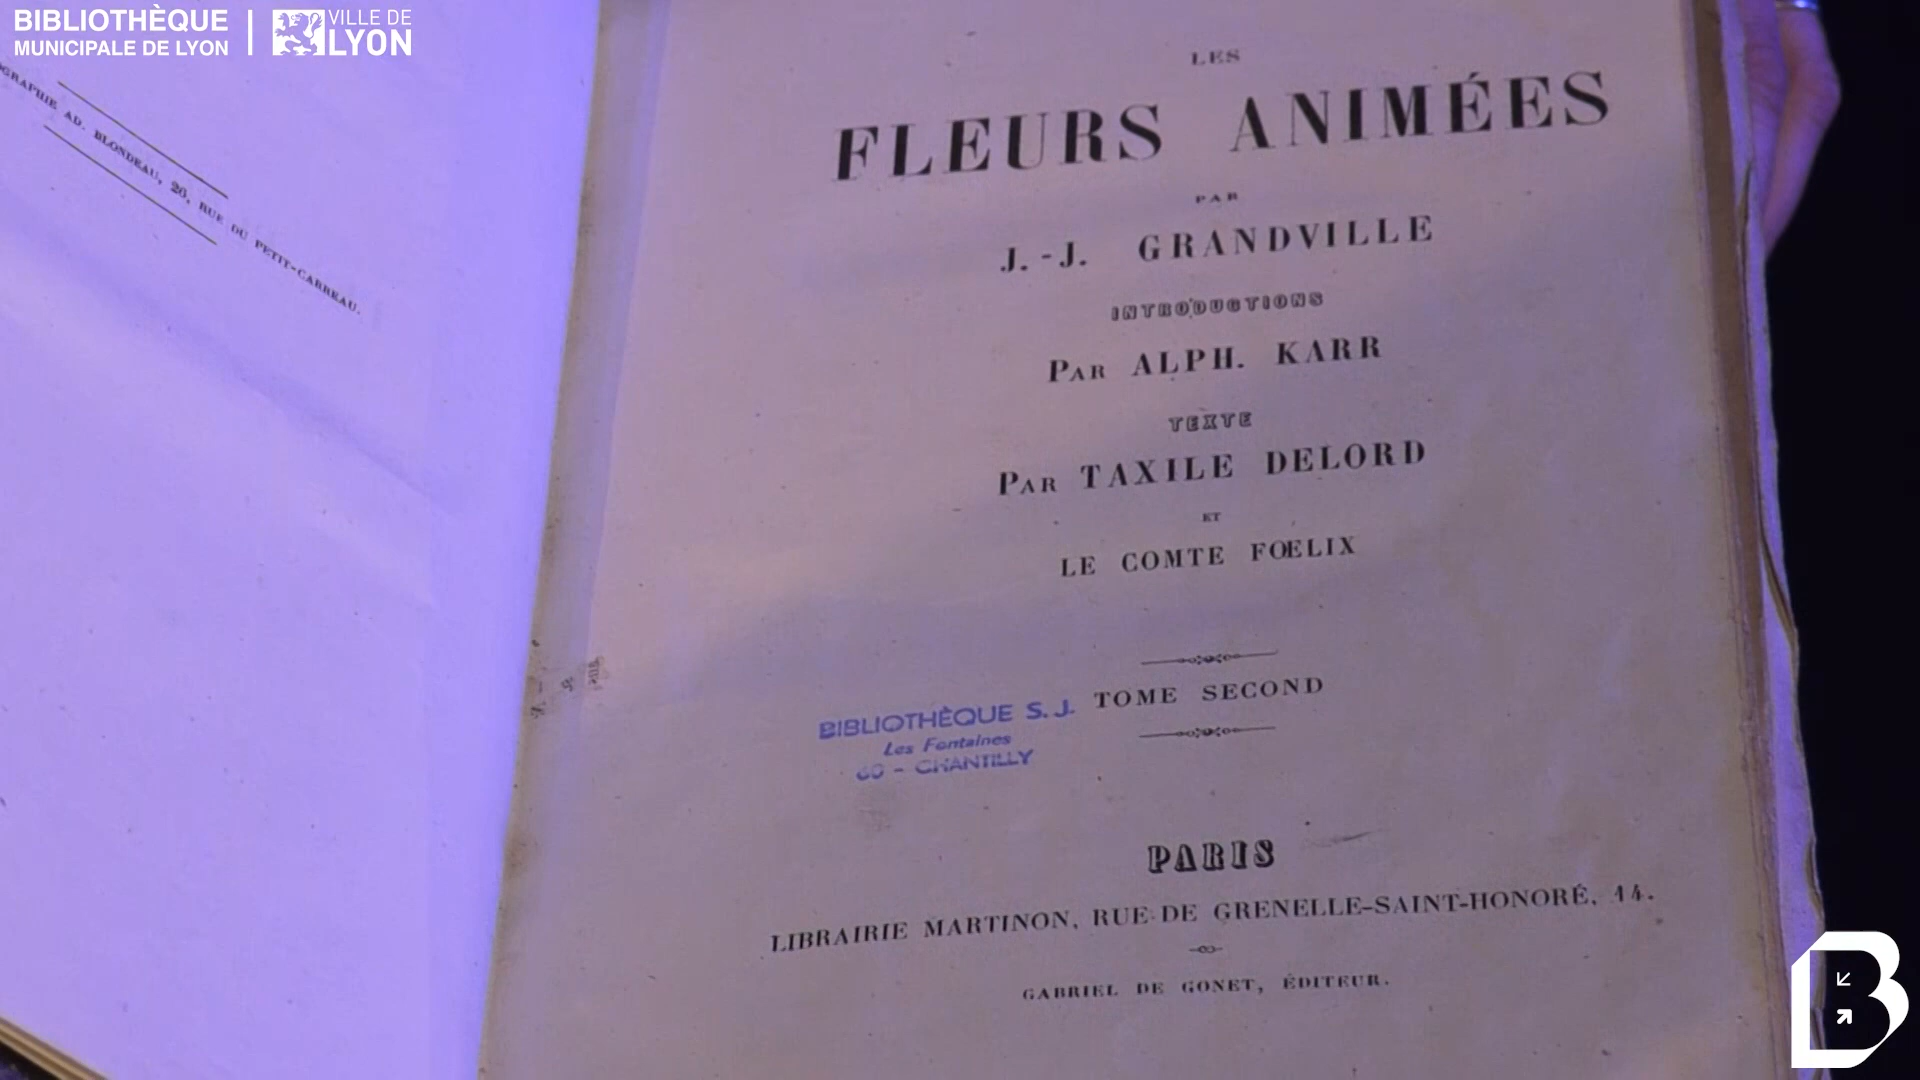 BIBLIOTHÈQUE
MUNICIPALE DE LYON
VILLE DE
LYON
AD. BLONDEAU, 26, RUE DU PETIT-CARREAU.
LES
FLEURS ANIMÉES
PAR
J.-J. GRANDVILLE
INTRODUCTIONS
PAR ALPH. KARR
TEXTE
PAR TAXILE DELORD
ET
LE COMTE FŒLIX
TOME SECOND
BIBLIOTHÈQUE S. J.
Les Fontaines
60 - CHANTILLY
PARIS
LIBRAIRIE MARTINON, RUE DE GRENELLE-SAINT-HONORÉ, 14.
GABRIEL DE GONET, ÉDITEUR.
B